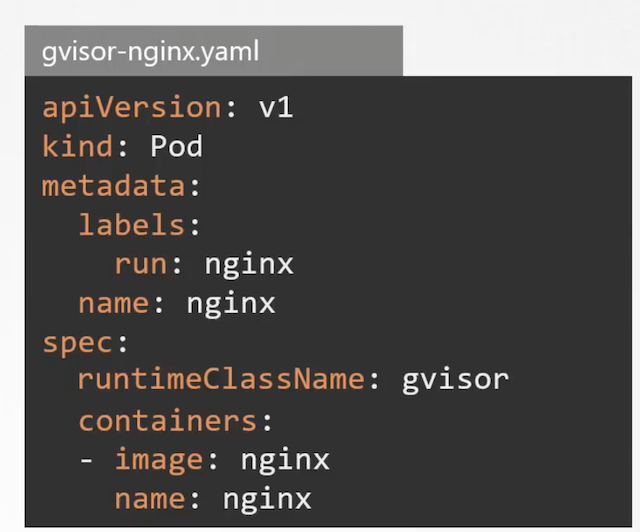 gvisor-nginx.yaml
apiVersion: v1
kind: Pod
metadata:
  labels:
    run: nginx
  name: nginx
spec:
  runtimeClassName: gvisor
  containers:
  - image: nginx
    name: nginx